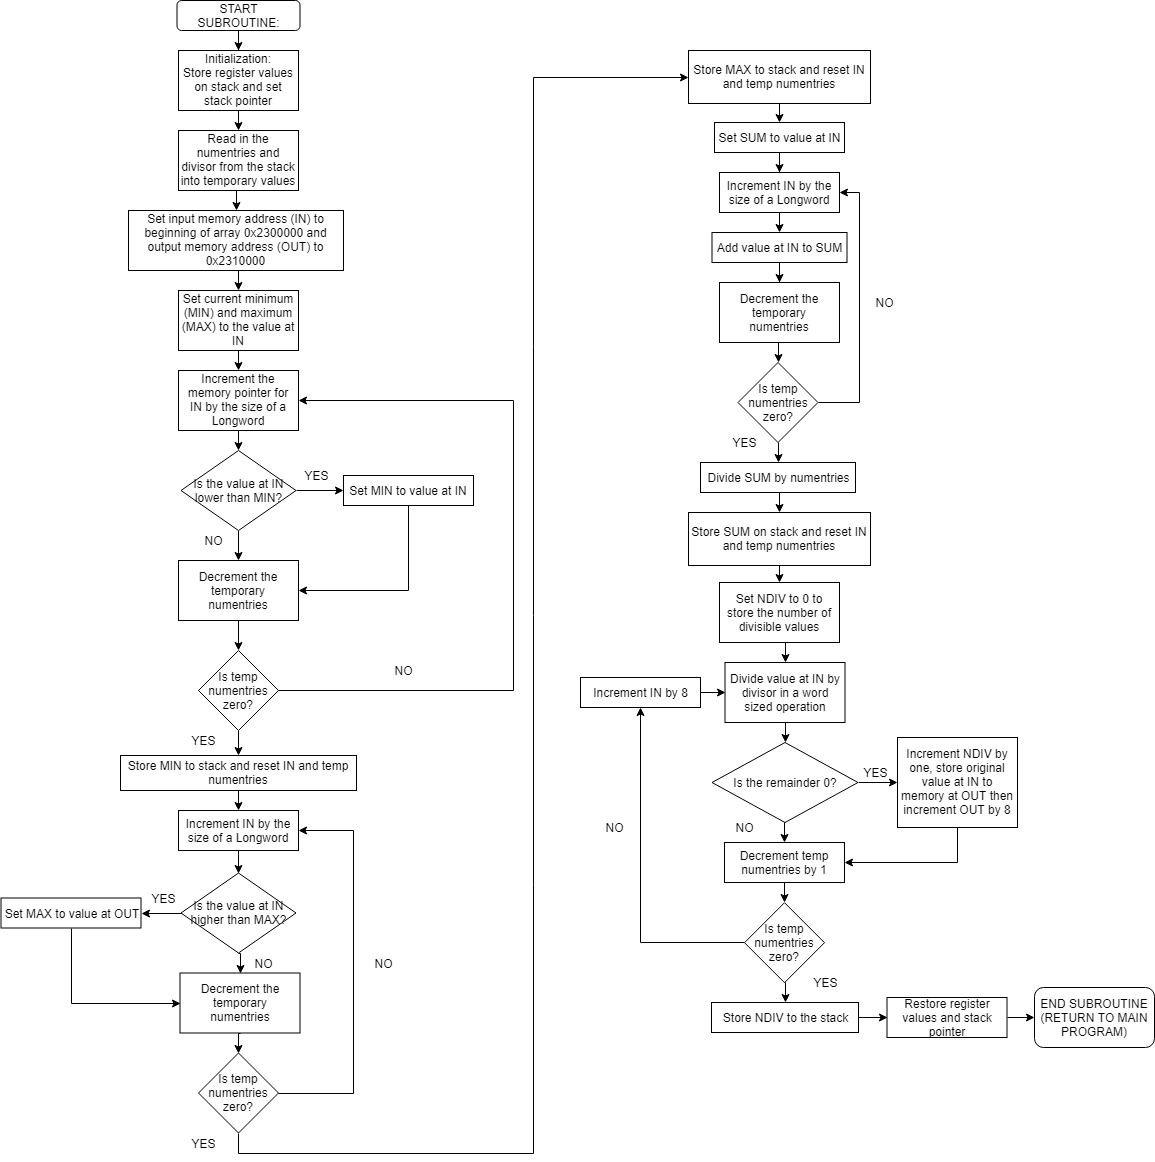 START
SUBROUTINE:
Initialization:
Store register values
on stack and set
stack pointer
Read in the
numentries and
divisor from the stack
into temporary values
Set input memory address (IN) to
beginning of array 0x2300000 and
output memory address (OUT) to
0x2310000
Set current minimum
(MIN) and maximum
(MAX) to the value at
IN
Increment the
memory pointer for
IN by the size of a
Longword
Is the value at IN
lower than MIN?
YES
Set MIN to value at IN
NO
Decrement the
temporary
numentries
Is temp
numentries
zero?
NO
YES
Store MIN to stack and reset IN and temp
numentries
Increment IN by the
size of a Longword
Is the value at IN
higher than MAX?
YES
Set MAX to value at OUT
NO
Decrement the
temporary
numentries
NO
Is temp
numentries
zero?
YES
Store MAX to stack and reset IN
and temp numentries
Set SUM to value at IN
Increment IN by the
size of a Longword
Add value at IN to SUM
Decrement the
temporary
numentries
NO
Is temp
numentries
zero?
YES
Divide SUM by numentries
Store SUM on stack and reset IN
and temp numentries
Set NDIV to 0 to
store the number of
divisible values
Increment IN by 8
Divide value at IN by
divisor in a word
sized operation
Is the remainder 0?
YES
Increment NDIV by
one, store original
value at IN to
memory at OUT then
increment OUT by 8
NO
NO
Decrement temp
numentries by 1
Is temp
numentries
zero?
YES
Store NDIV to the stack
Restore register
values and stack
pointer
END SUBROUTINE
(RETURN TO MAIN
PROGRAM)